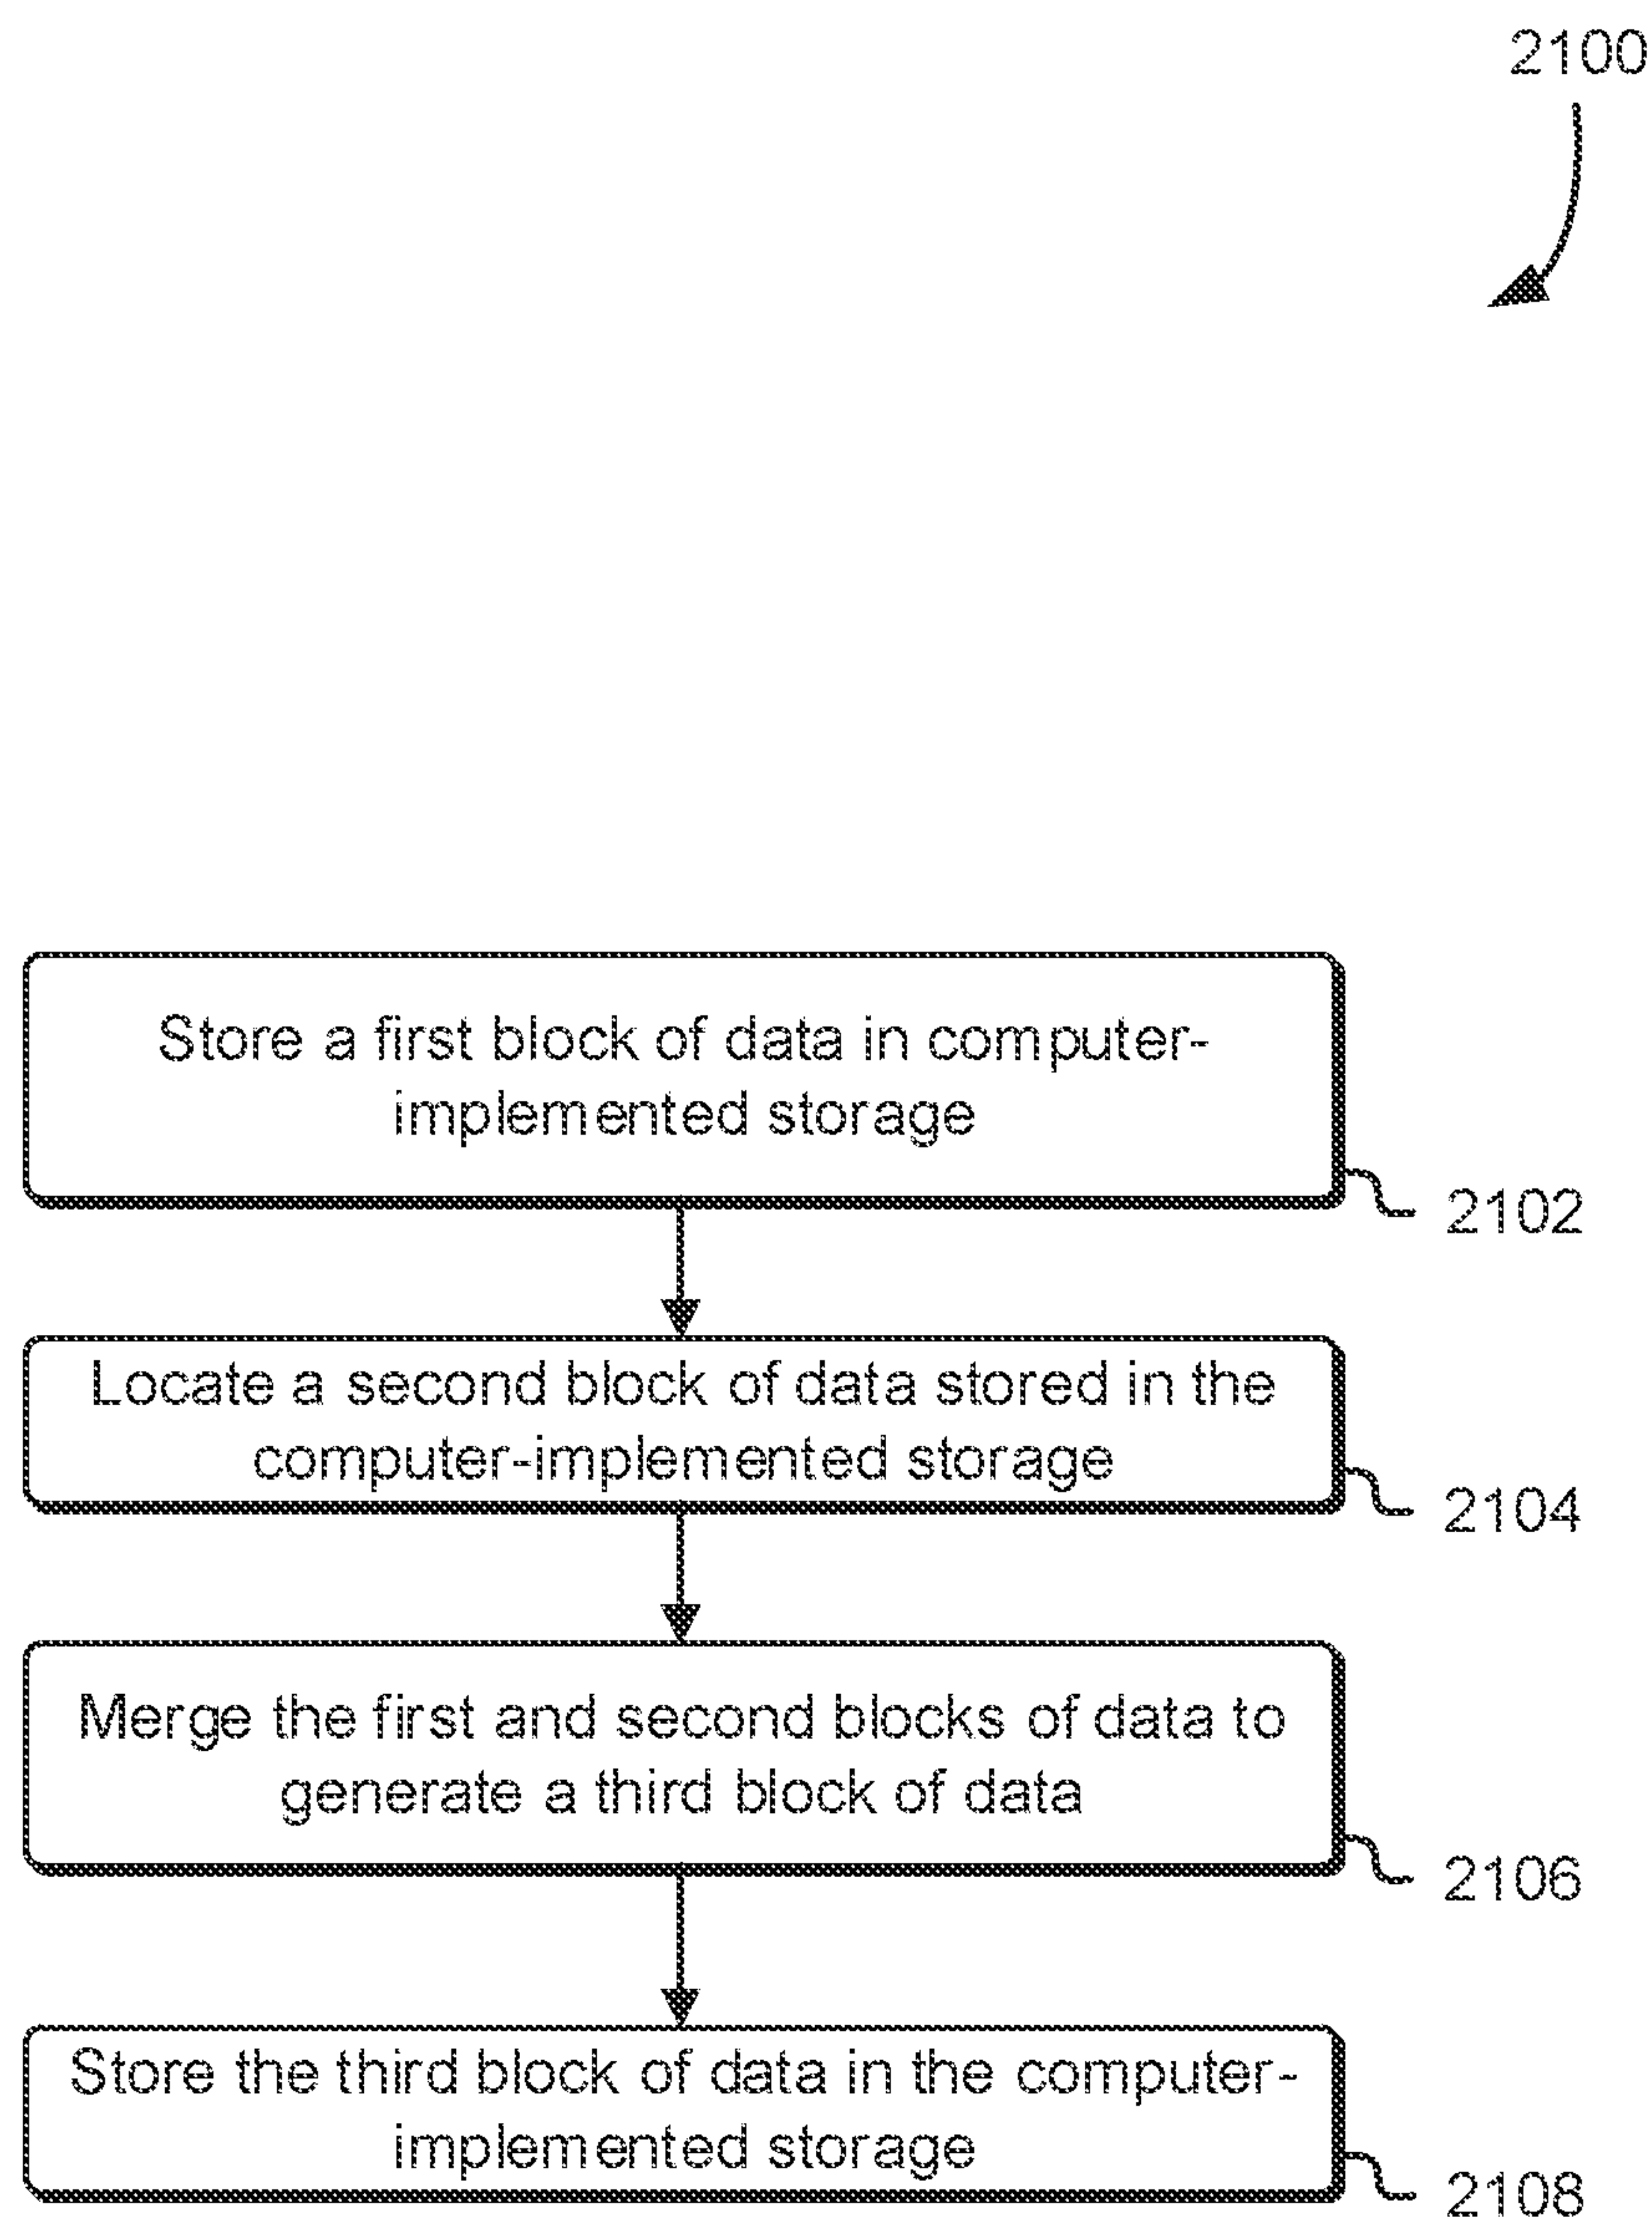 2100
Store a first block of data in computer-
implemented storage
2102
Locate a second block of data stored in the
computer-implemented storage
2104
Merge the first and second blocks of data to
generate a third block of data
2106
Store the third block of data in the computer-
implemented storage
2108